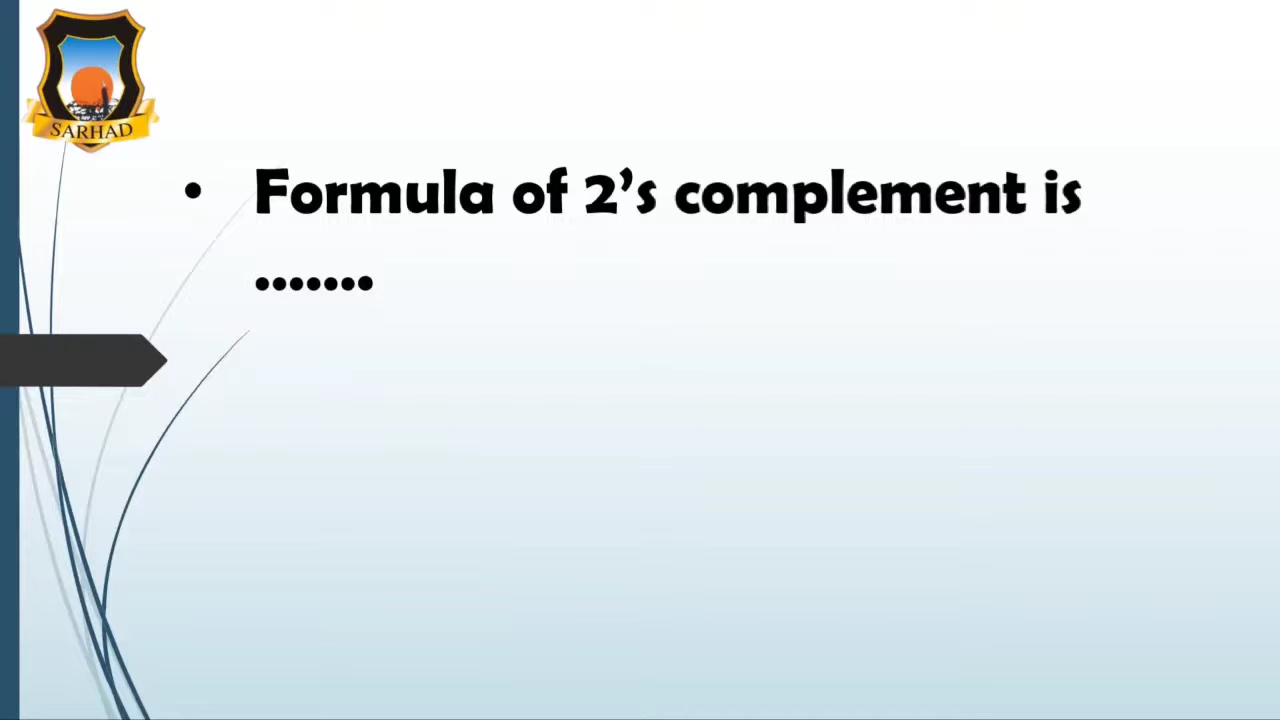 SARHAD
• Formula of 2’s complement is
.......